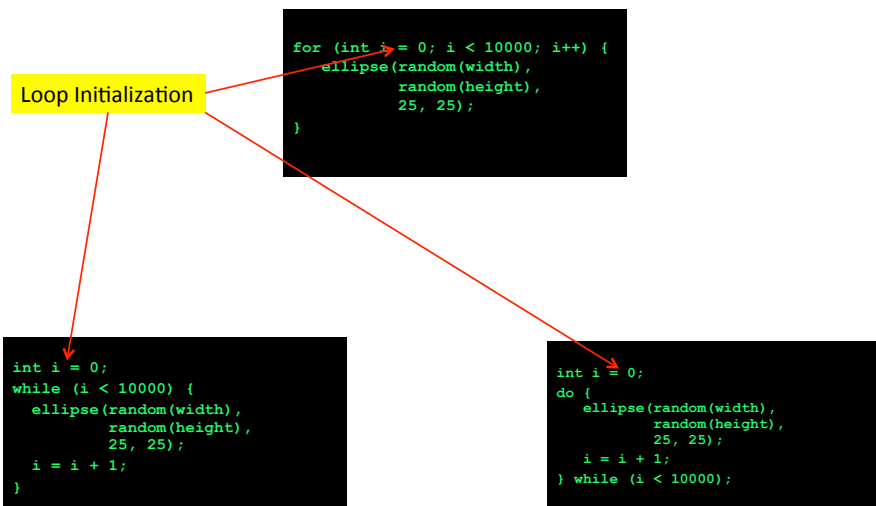 for (int i = 0; i < 10000; i++) {
ellipse(random(width),
random(height),
25, 25);
}
Loop Initialization
int i = 0;
while (i < 10000) {
ellipse(random(width),
random(height),
25, 25);
i = i + 1;
}
int i = 0;
do {
ellipse(random(width),
random(height),
25, 25);
i = i + 1;
} while (i < 10000);